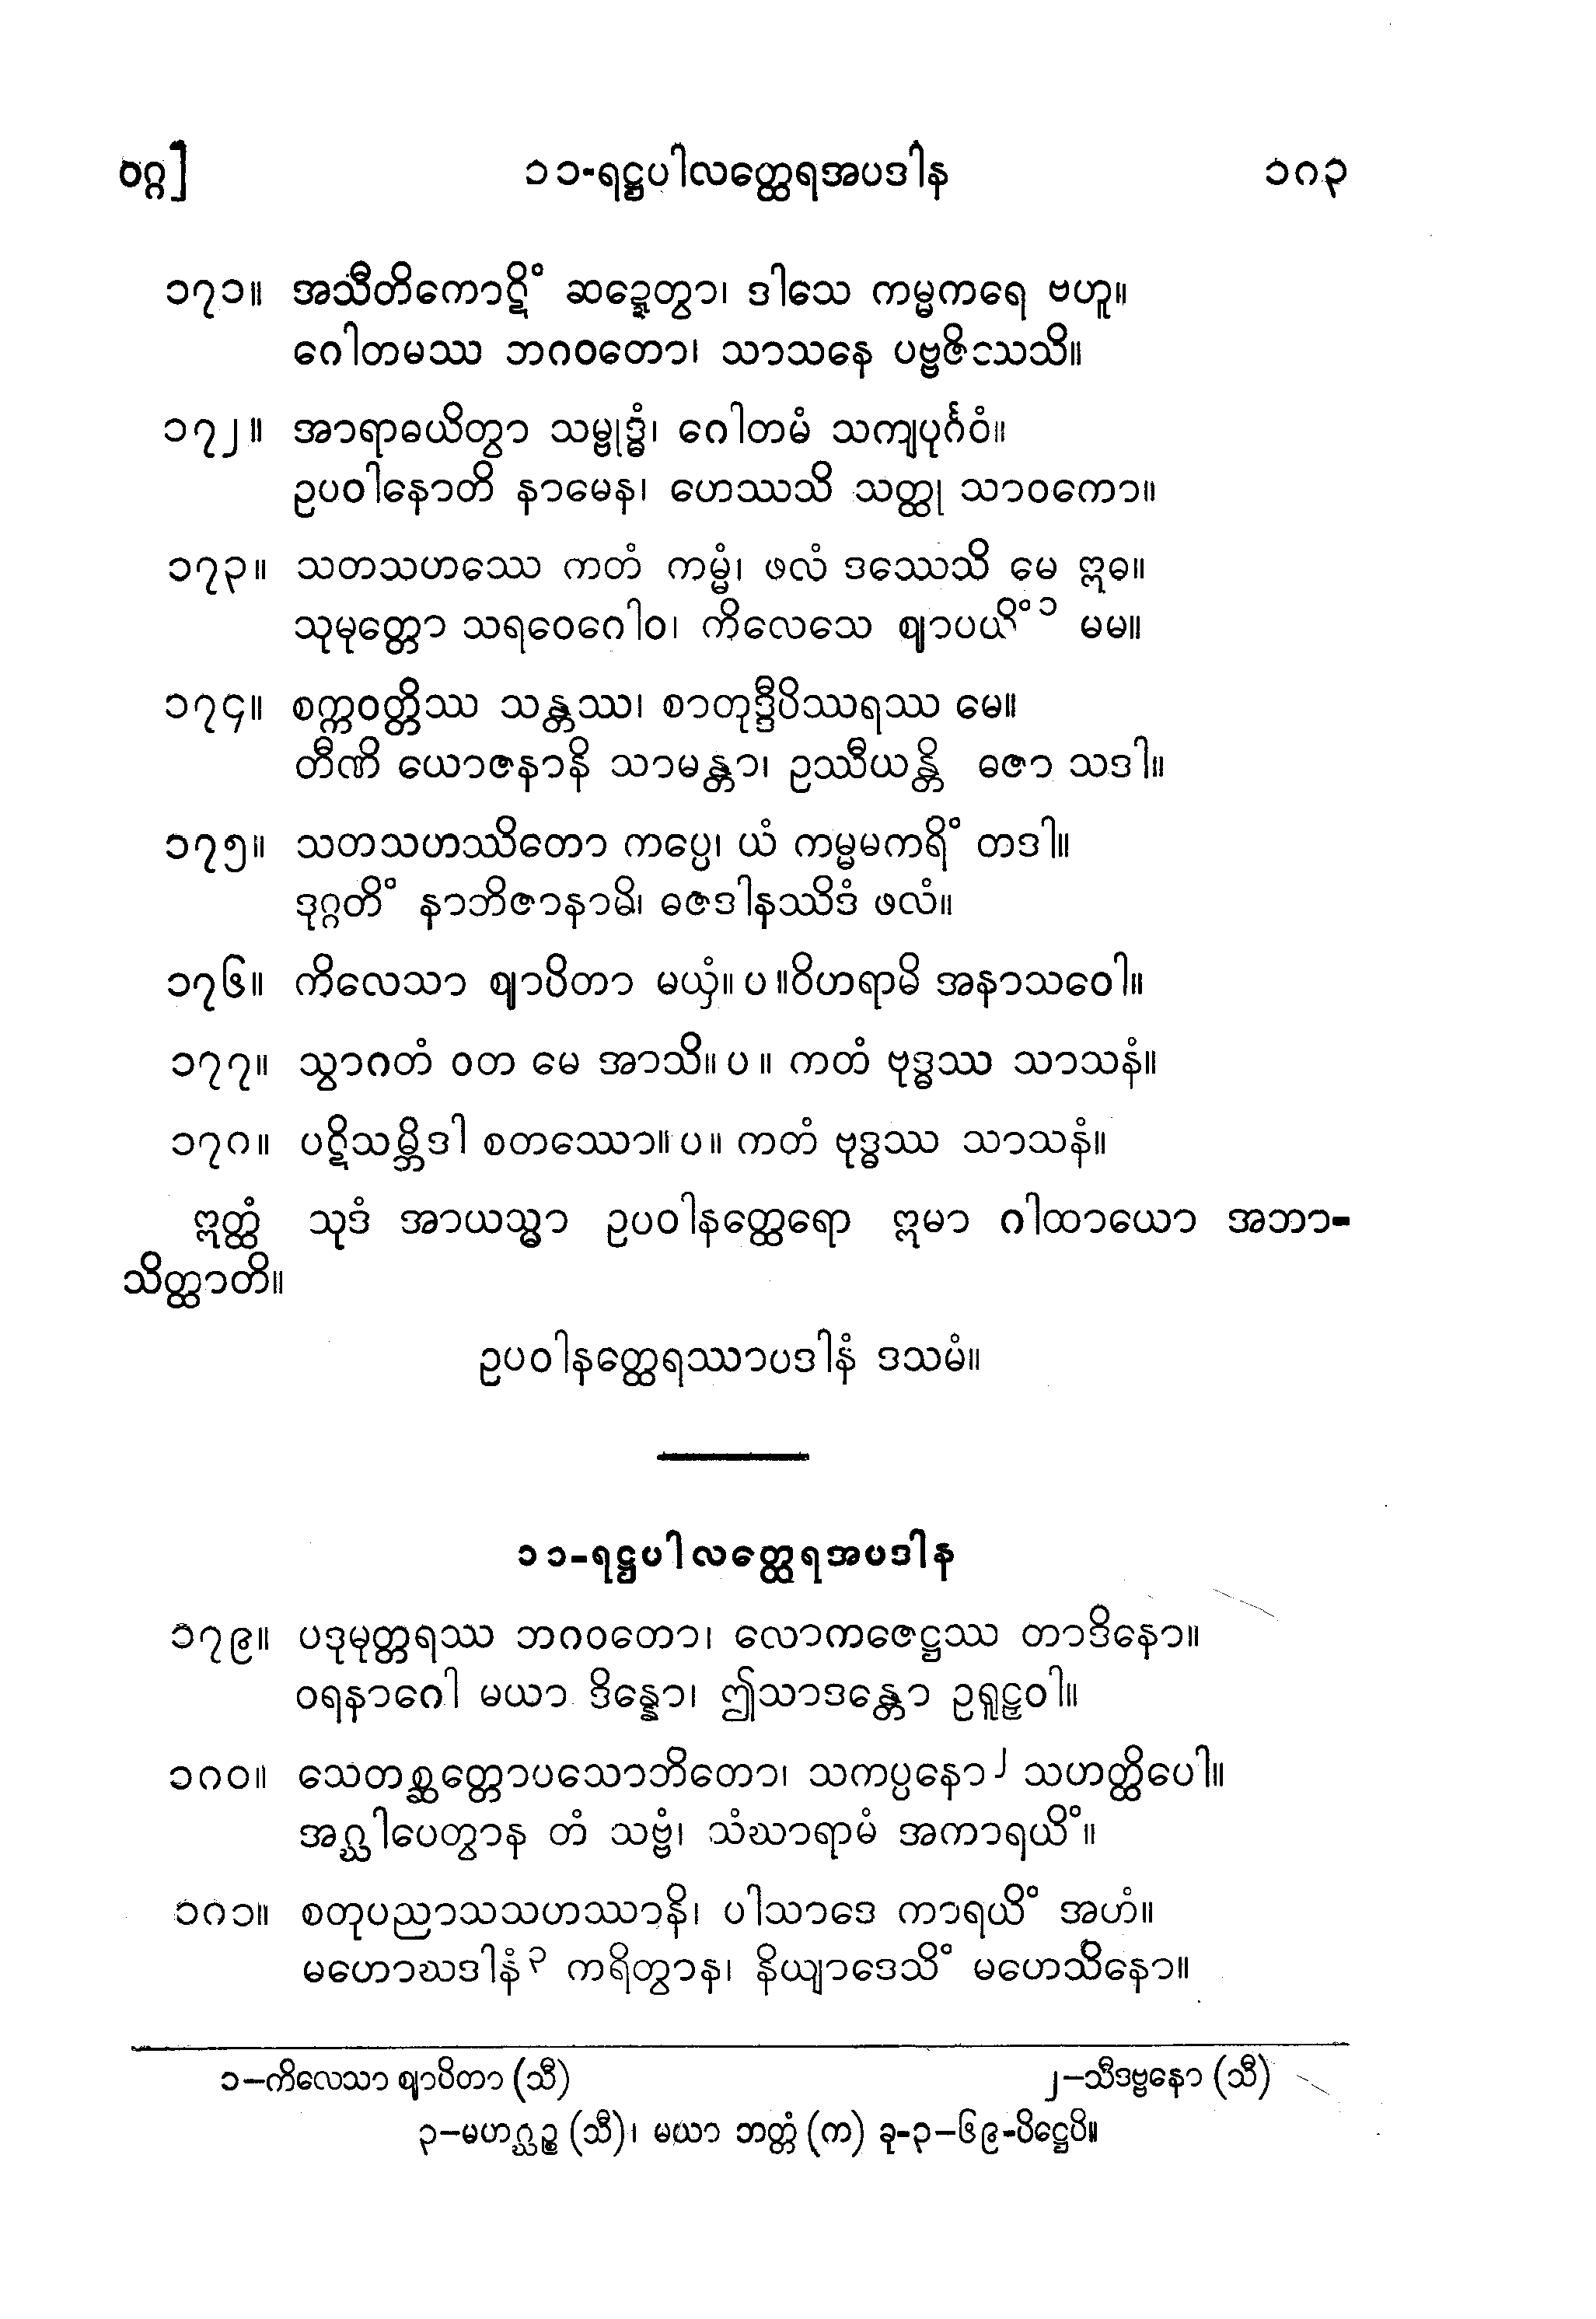 ဝဂ္ဂ]
၁၁-ရဋ္ဌပါလတ္ထေရအပဒါန
၁၈၃
၁၇၁။ အသီတိကောဋိံ ဆဍ္ဍေတွာ၊ ဒါသေ ကမ္မကရေ ဗဟူ။
ဂေါတမဿ ဘဂဝတော၊ သာသနေ ပဗ္ဗဇိဿသိ။
၁၇၂။ အာရာဓယိတွာ သမ္ဗုဒ္ဓံ၊ ဂေါတမံ သကျပုင်္ဂဝံ။
ဥပဝါနောတိ နာမေန၊ ဟေဿသိ သတ္ထု သာဝကော။
၁၇၃။ သတသဟဿေ ကတံ ကမ္မံ၊ ဖလံ ဒဿေသိ မေ ဣဓ။
သုမုတ္တော သရဝေဂေါဝ၊ ကိလေသေ ဈာပယိံ ၁ မမ။
၁၇၄။ စက္ကဝတ္တိဿ သန္တဿ၊ စာတုဒ္ဒီပိဿရဿ မေ။
တီဏိ ယောဇနာနိ သာမန္တာ၊ ဥဿီယန္တိ ဓဇာ သဒါ။
၁၇၅။ သတသဟဿိတော ကပ္ပေ၊ ယံ ကမ္မမကရိံ တဒါ။
ဒုဂ္ဂတိံ နာဘိဇာနာမိ၊ ဓဇဒါနဿိဒံ ဖလံ။
၁၇၆။ ကိလေသာ ဈာပိတာ မယှံ။ ပ ။ဝိဟရာမိ အနာသဝေါ။
၁၇၇။ သွာဂတံ ဝတ မေ အာသိ။ ပ ။ ကတံ ဗုဒ္ဓဿ သာသနံ။
၁၇၈။ ပဋိသမ္ဘိဒါ စတဿော။ ပ ။ ကတံ ဗုဒ္ဓဿ သာသနံ။
ဣတ္ထံ သုဒံ အာယသ္မာ ဥပဝါနတ္ထေရော ဣမာ ဂါထာယော အဘာ-
သိတ္ထာတိ။
ဥပဝါနတ္ထေရဿာပဒါနံ ဒသမံ။
၁၁-ရဋ္ဌပါလတ္ထေရအပဒါန
၁၇၉။ ပဒုမုတ္တရဿ ဘဂဝတော၊ လောကဇေဋ္ဌဿ တာဒိနော။
ဝရနာဂေါ မယာ ဒိန္နော၊ ဤသာဒန္တော ဥရူဠှဝါ။
၁၈၀။ သေတစ္ဆတ္တောပသောဘိတော၊ သကပ္ပနော ၂ သဟတ္ထိပေါ။
အဂ္ဃါပေတွာန တံ သဗ္ဗံ၊ သံဃာရာမံ အကာရယိံ။
၁၈၁။ စတုပညာသသဟဿာနိ၊ ပါသာဒေ ကာရယိံ အဟံ။
မဟောဃဒါနံ ၃ ကရိတွာန၊ နိယျာဒေသိံ မဟေသိနော။
၁–ကိလေသာ ဈာပိတာ (သီ)
၂–သီဒဗ္ဗနော (သီ)
၃–မဟဂ္ဃဉ္စ (သီ)၊ မယာ ဘတ္တံ (က) ခု-၃–၆၉-ပိဋ္ဌေပိ။